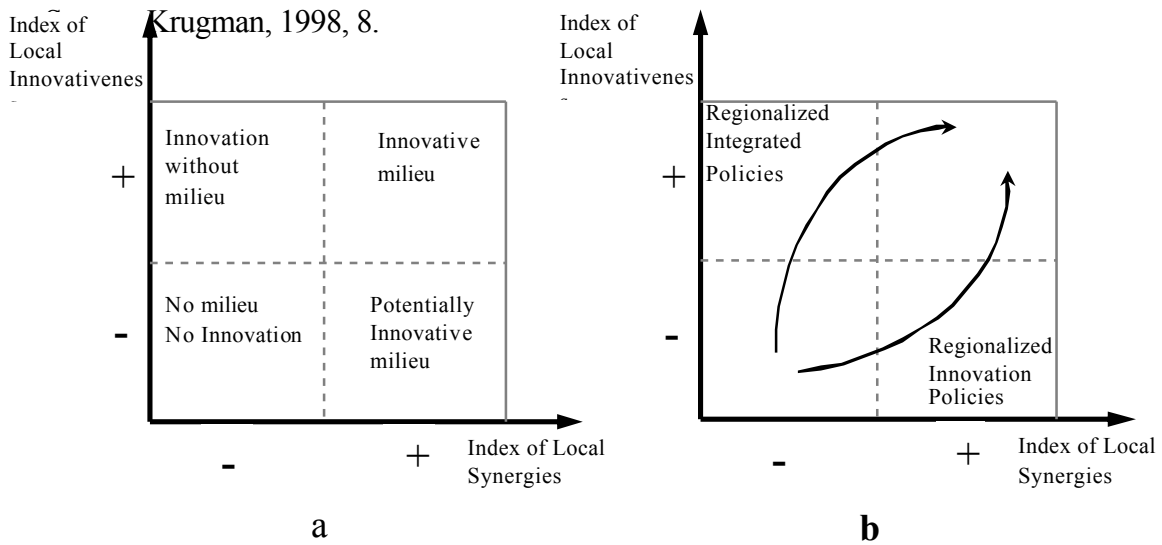 Krugman, 1998, 8.
Index of
Local
Innovativenes
+
-
Innovation
without
milieu
Innovative
milieu
No milieu
No Innovation
Potentially
Innovative
milieu
-
+
Index of Local
Synergies
a
Index of
Local
Innovativenes
+
-
Regionalized
Integrated
Policies
Regionalized
Innovation
Policies
-
+
Index of Local
Synergies
b